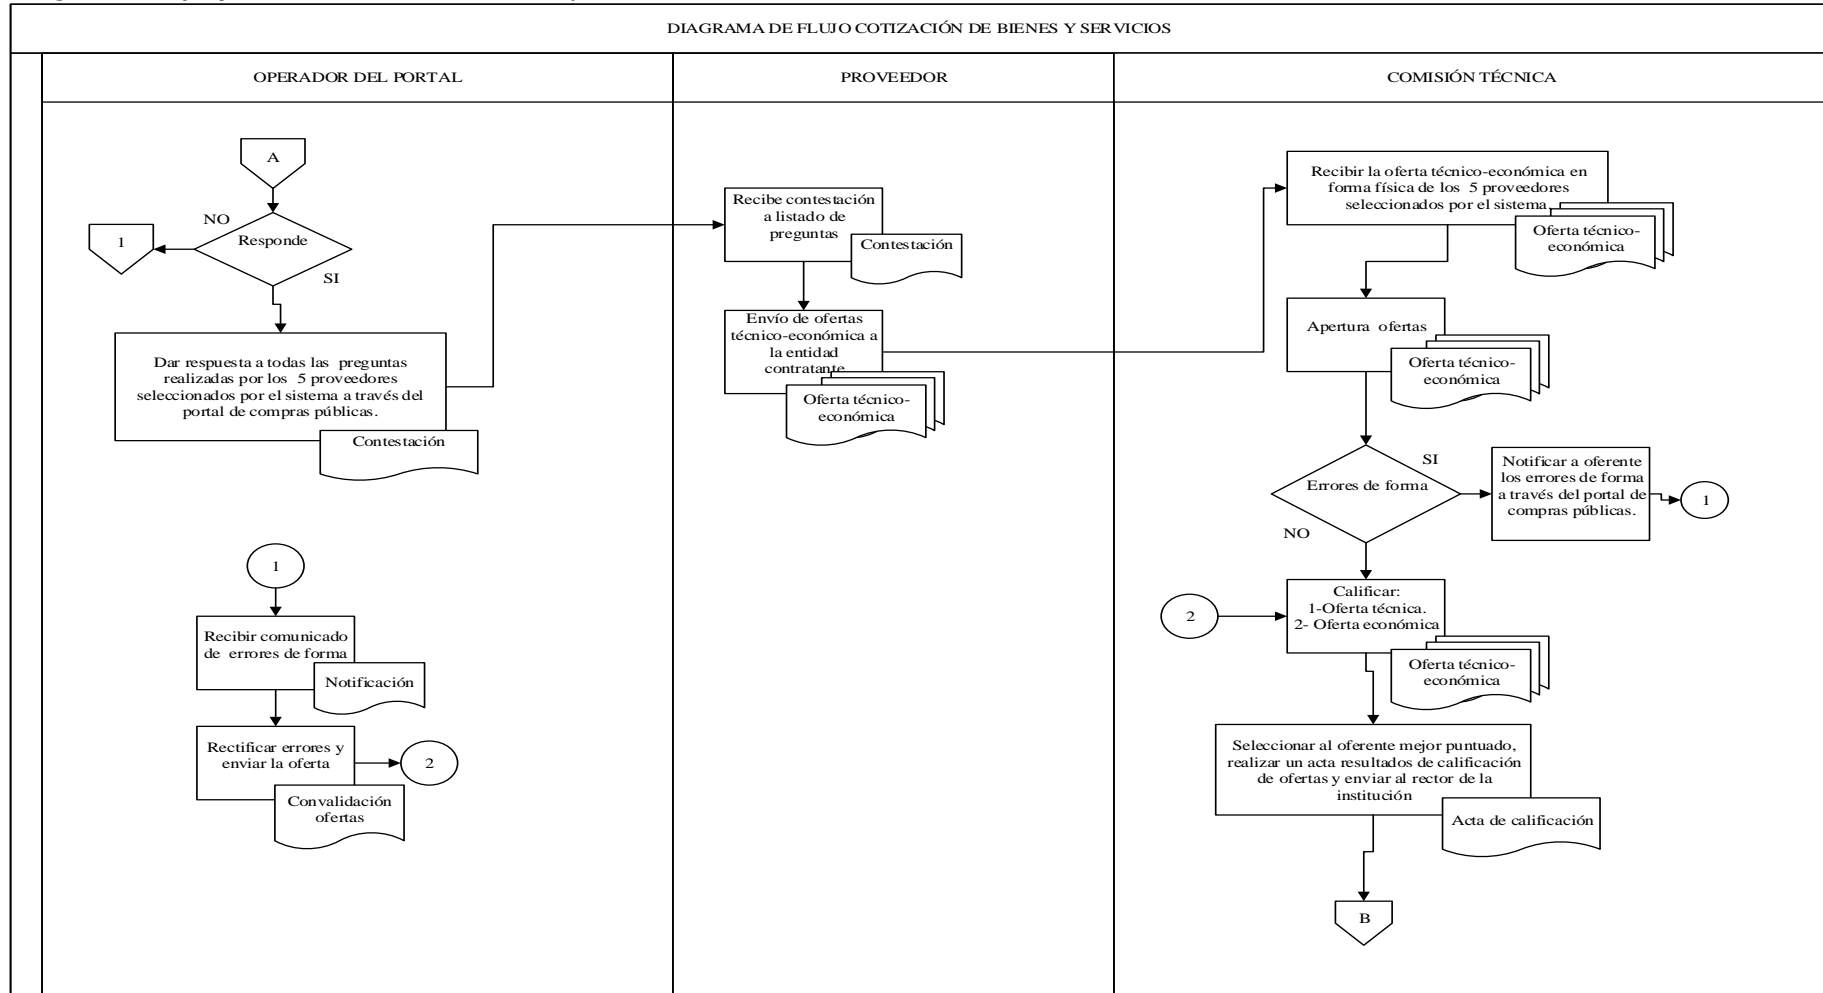 DIAGRAMA DE FLUJO COTIZACIÓN DE BIENES Y SERVICIOS
OPERADOR DEL PORTAL
PROVEEDOR
COMISIÓN TÉCNICA
A
NO
Responde
1
SI
Dar respuesta a todas las preguntas
realizadas por los 5 proveedores
seleccionados por el sistema a través del
portal de compras públicas.
Contestación
1
Recibir comunicado
de errores de forma
Notificación
Rectificar errores y
enviar la oferta
2
Convalidación
ofertas
Recibe contestación
a listado de
preguntas
Contestación
Envío de ofertas
técnico-económica a
la entidad
contratante
Oferta técnico-
económica
Recibir la oferta técnico-económica en
forma física de los 5 proveedores
seleccionados por el sistema
Oferta técnico-
económica
Apertura ofertas
Oferta técnico-
económica
SI
Errores de forma
NO
Notificar a oferente
los errores de forma
a través del portal de
compras públicas.
1
2
Calificar:
1-Oferta técnica.
2- Oferta económica
Oferta técnico-
económica
Seleccionar al oferente mejor puntuado,
realizar un acta resultados de calificación
de ofertas y enviar al rector de la
institución
Acta de calificación
B